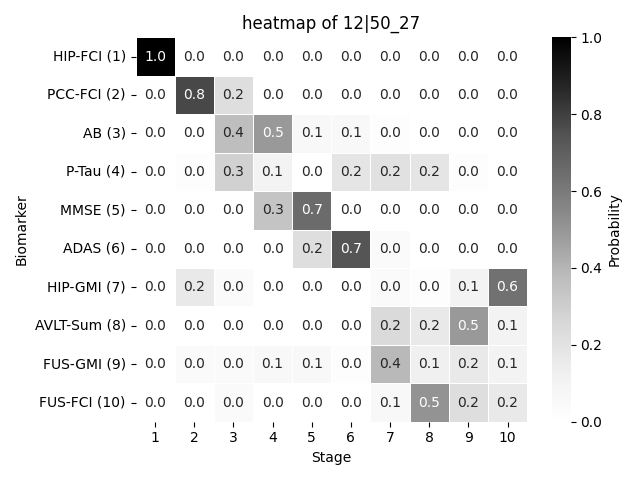 heatmap of 12|50_27
HIP-FCI (1) 1.0 0.0 0.0 0.0 0.0 0.0 0.0 0.0 0.0 0.0
PCC-FCI (2) 0.0 0.8 0.2 0.0 0.0 0.0 0.0 0.0 0.0 0.0
AB (3) 0.0 0.0 0.4 0.5 0.1 0.1 0.0 0.0 0.0 0.0
P-Tau (4) 0.0 0.0 0.3 0.1 0.0 0.2 0.2 0.2 0.0 0.0
MMSE (5) 0.0 0.0 0.0 0.3 0.7 0.0 0.0 0.0 0.0 0.0
ADAS (6) 0.0 0.0 0.0 0.0 0.2 0.7 0.0 0.0 0.0 0.0
HIP-GMI (7) 0.0 0.2 0.0 0.0 0.0 0.0 0.0 0.0 0.1 0.6
AVLT-Sum (8) 0.0 0.0 0.0 0.0 0.0 0.0 0.2 0.2 0.5 0.1
FUS-GMI (9) 0.0 0.0 0.0 0.1 0.1 0.0 0.4 0.1 0.2 0.1
FUS-FCI (10) 0.0 0.0 0.0 0.0 0.0 0.0 0.1 0.5 0.2 0.2
1 2 3 4 5 6 7 8 9 10
Stage
Biomarker
1.0
0.8
0.6
0.4
0.2
0.0
Probability